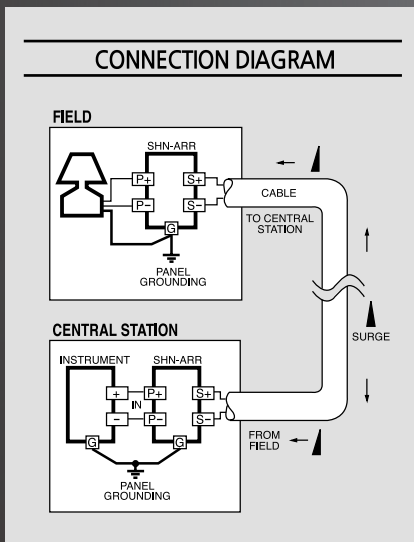 CONNECTION DIAGRAM
FIELD
SHN-ARR
P+ S+
P− S−
G
PANEL
GROUNDING
CABLE
TO CENTRAL
STATION
SURGE
CENTRAL STATION
INSTRUMENT SHN-ARR
+ P+ S+
IN
− P− S−
G G
PANEL
GROUNDING
FROM
FIELD